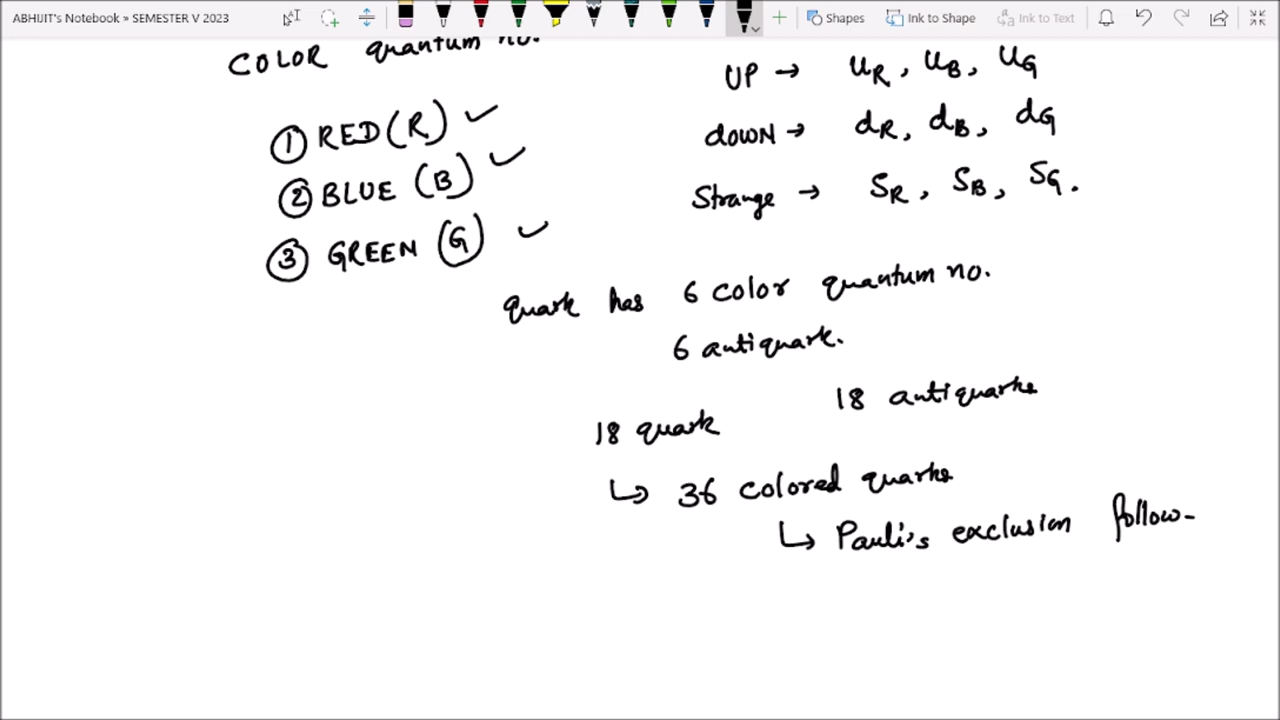 ABHIJIT's Notebook » SEMESTER V 2023
Shapes
Ink to Shape
Ink to Text
COLOR quantum no.
① RED (R) ✓
② BLUE (B) ✓
③ GREEN (G) ✓
UP → uR, uB, uG
down → dR, dB, dG
Strange → SR, SB, SG.
quark has 6 color quantum no.
6 antiquark.
18 quark
18 antiquarks
↳ 36 colored quarks
↳ Pauli's exclusion follow-